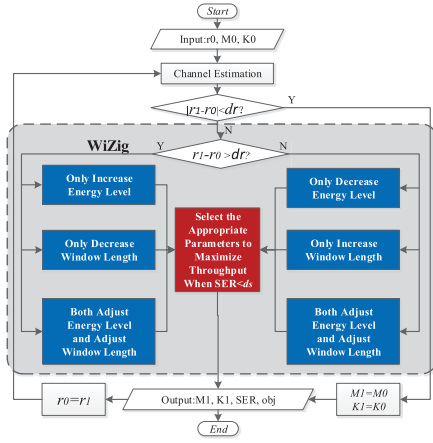 Start
Input:r0, M0, K0
Channel Estimation
|r1-r0|<dr?
Y
N
WiZig
Y
r1-r0 >dr?
N
Only Increase
Energy Level
Only Decrease
Window Length
Both Adjust
Energy Level
and Adjust
Window Length
Select the
Appropriate
Parameters to
Maximize
Throughput
When SER<ds
Only Decrease
Energy Level
Only Increase
Window Length
Both Adjust
Energy Level
and Adjust
Window Length
r0=r1
Output:M1, K1, SER, obj
M1=M0
K1=K0
End